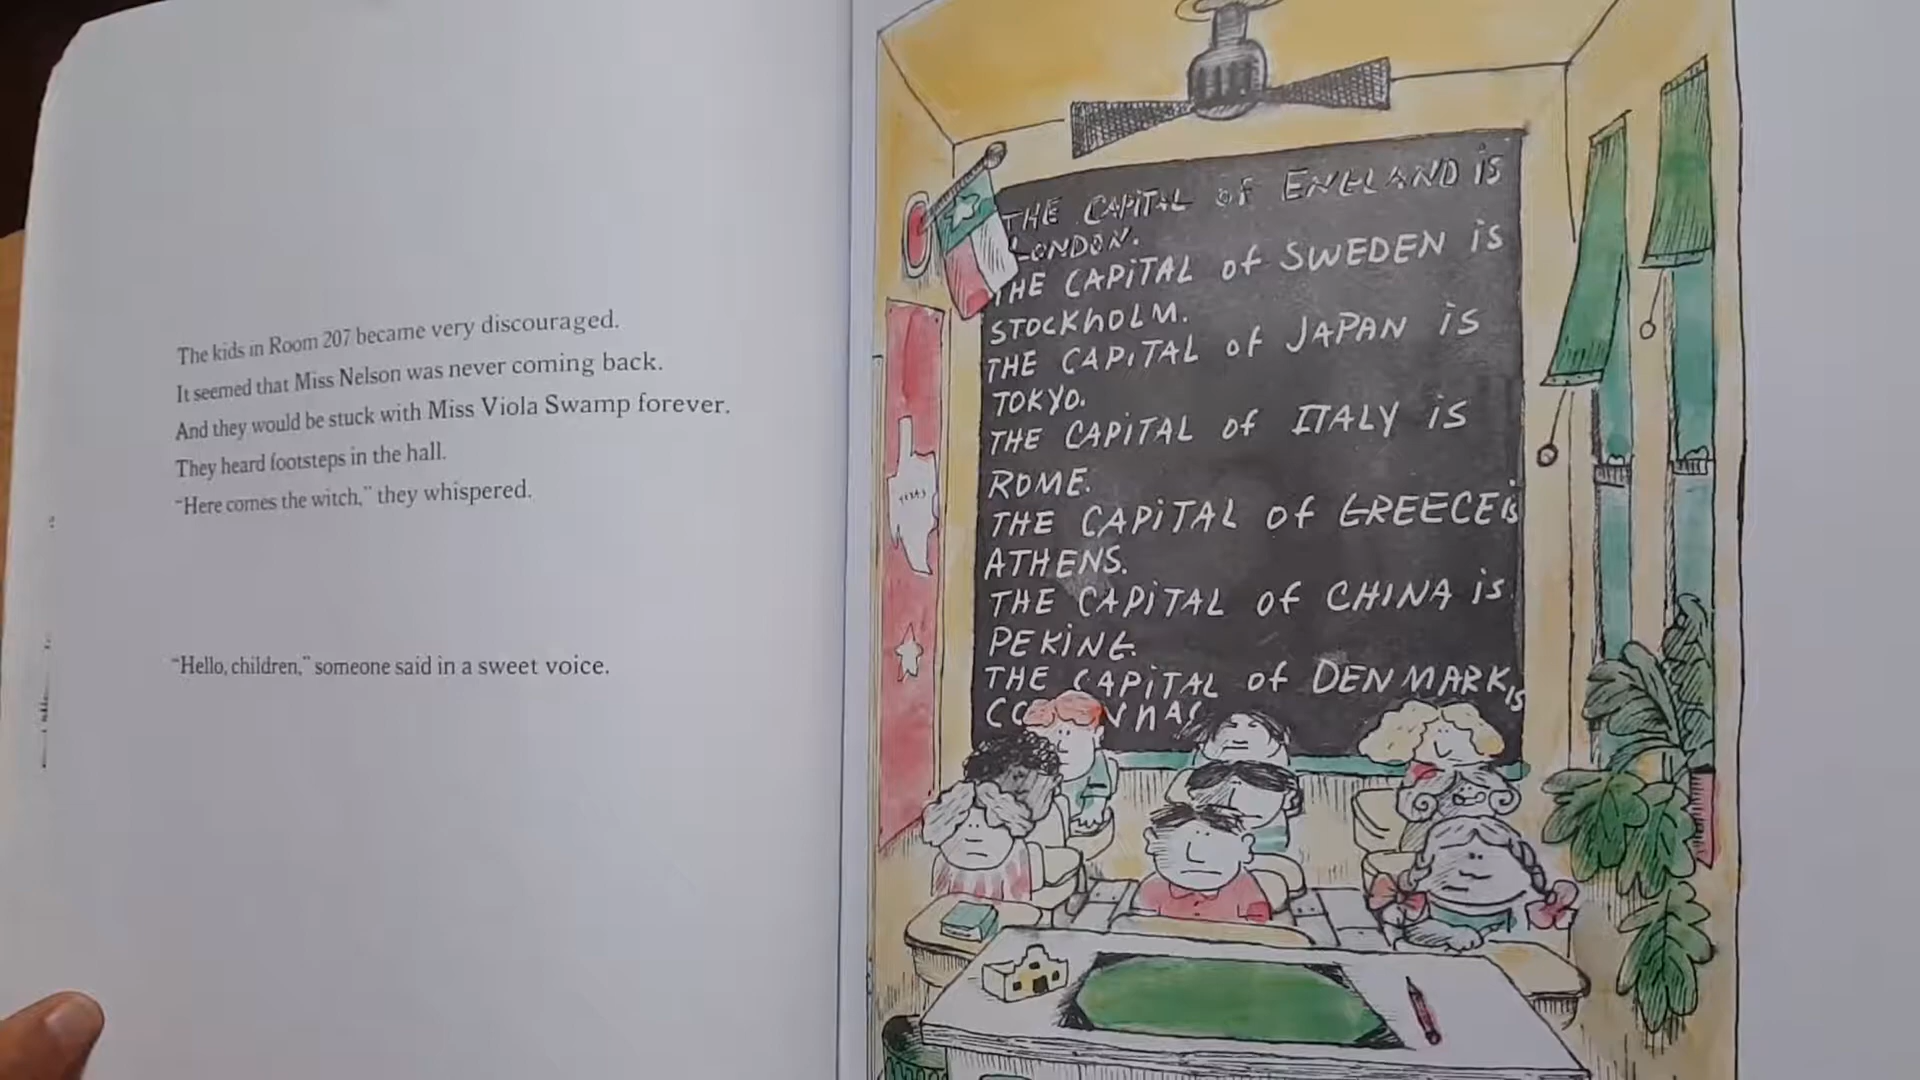 The kids in Room 207 became very discouraged.
It seemed that Miss Nelson was never coming back.
And they would be stuck with Miss Viola Swamp forever.
They heard footsteps in the hall.
“Here comes the witch,” they whispered.
“Hello, children,” someone said in a sweet voice.
THE CAPITAL of ENGLAND is
LONDON.
THE CAPITAL of SWEDEN is
STOCKHOLM.
THE CAPITAL of JAPAN is
TOKYO.
THE CAPITAL of ITALY is
ROME.
THE CAPITAL of GREECE is
ATHENS.
THE CAPITAL of CHINA is
PEKING.
THE CAPITAL of DENMARK is
TEXAS